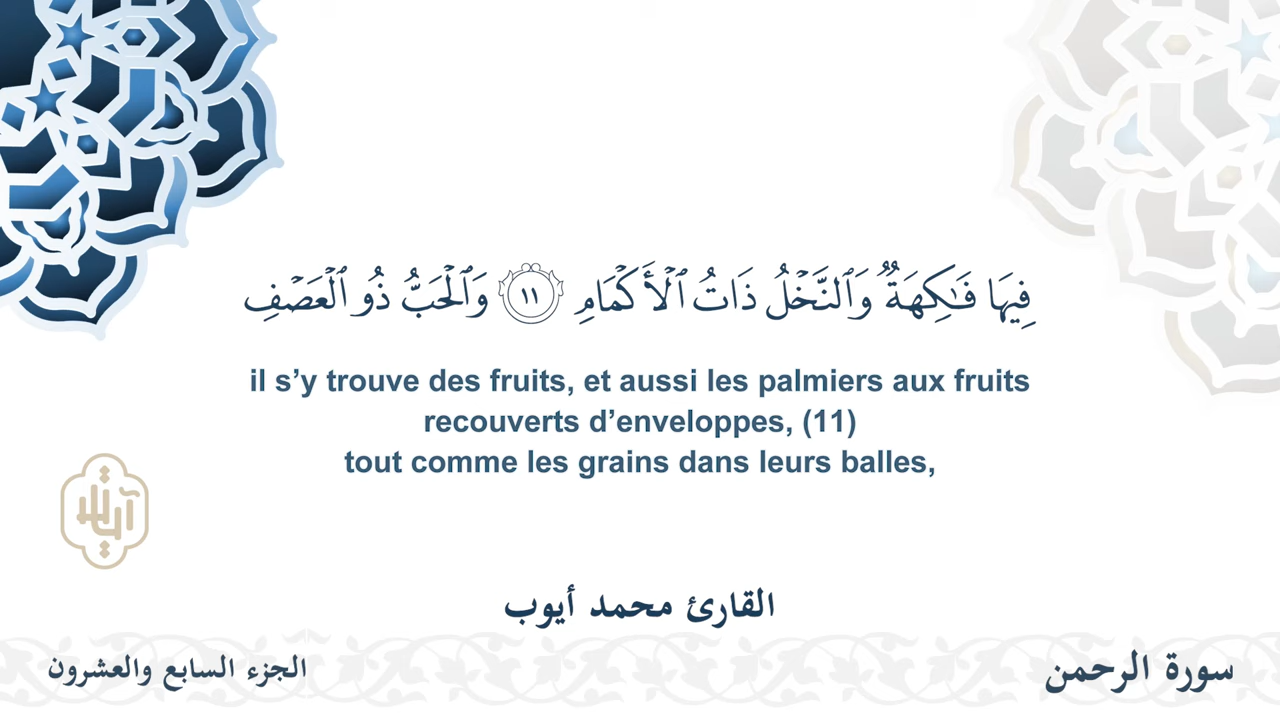 فِيهَا فَـٰكِهَةٌ وَٱلنَّخْلُ ذَاتُ ٱلْأَكْمَامِ ١١ وَٱلْحَبُّ ذُو ٱلْعَصْفِ
il s’y trouve des fruits, et aussi les palmiers aux fruits
recouverts d’enveloppes, (11)
tout comme les grains dans leurs balles,
القارئ محمد أيوب
سورة الرحمن
الجزء السابع والعشرون